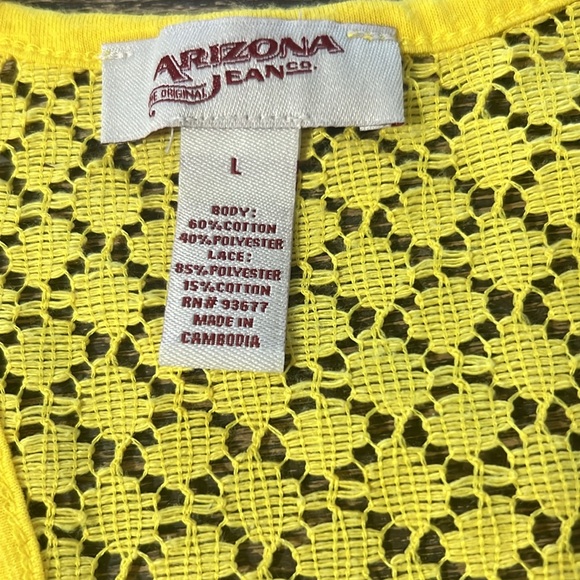 ARIZONA
JEAN CO.
THE ORIGINAL
L
BODY:
60% COTTON
40% POLYESTER
LACE:
85% POLYESTER
15% COTTON
RN# 93677
MADE IN
CAMBODIA